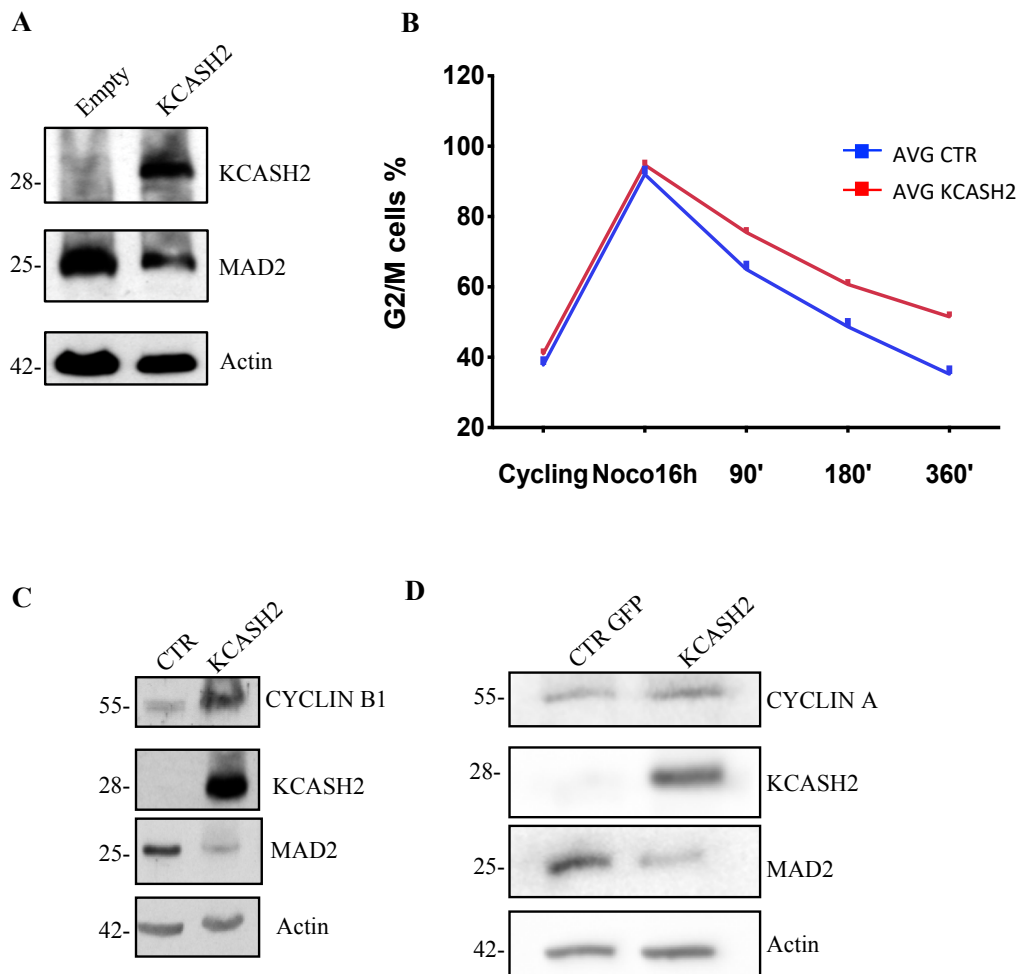 A
Empty
KCASH2
28-
KCASH2
25-
MAD2
42-
Actin
B
G2/M cells %
120
100
80
60
40
20
AVG CTR
AVG KCASH2
Cycling Noco16h 90' 180' 360'
C
CTR
KCASH2
55-
CYCLIN B1
28-
KCASH2
25-
MAD2
42-
Actin
D
CTR GFP
KCASH2
55-
CYCLIN A
28-
KCASH2
25-
MAD2
42-
Actin